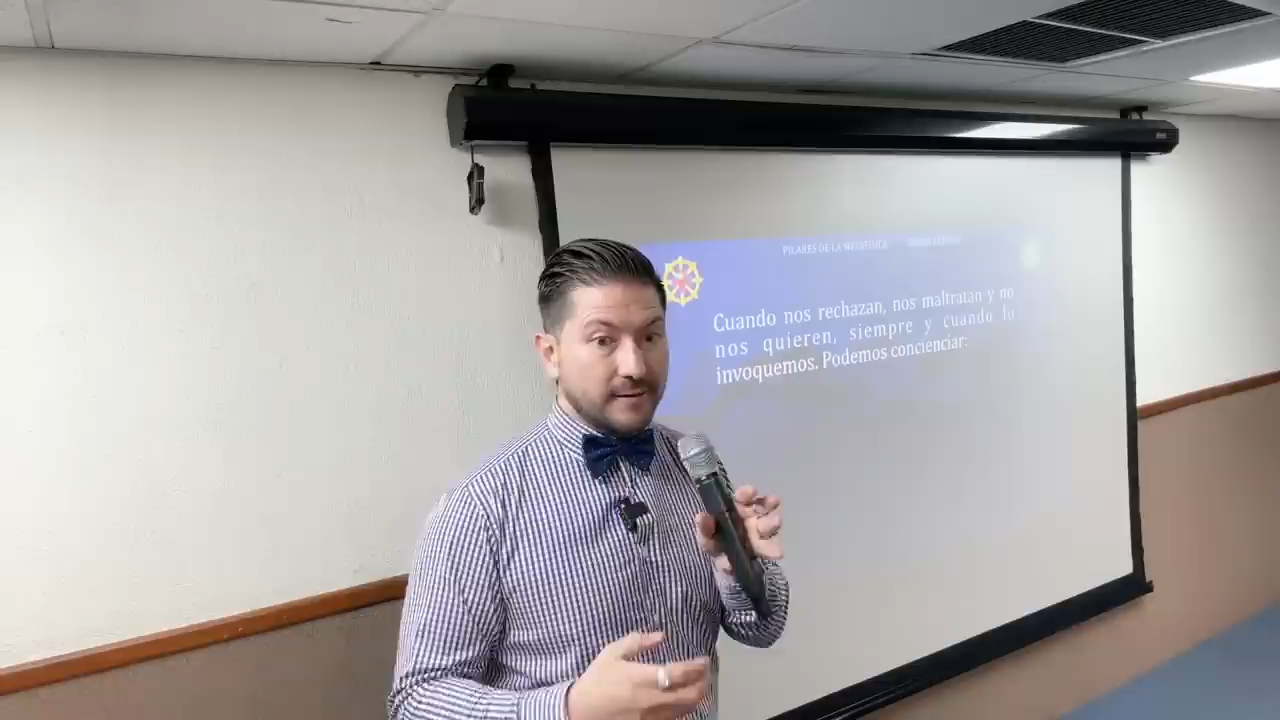 PILARES DE LA METAFÍSICA
Cuando nos rechazan, nos maltratan y no
nos quieren, siempre y cuando lo
invoquemos. Podemos concienciar: